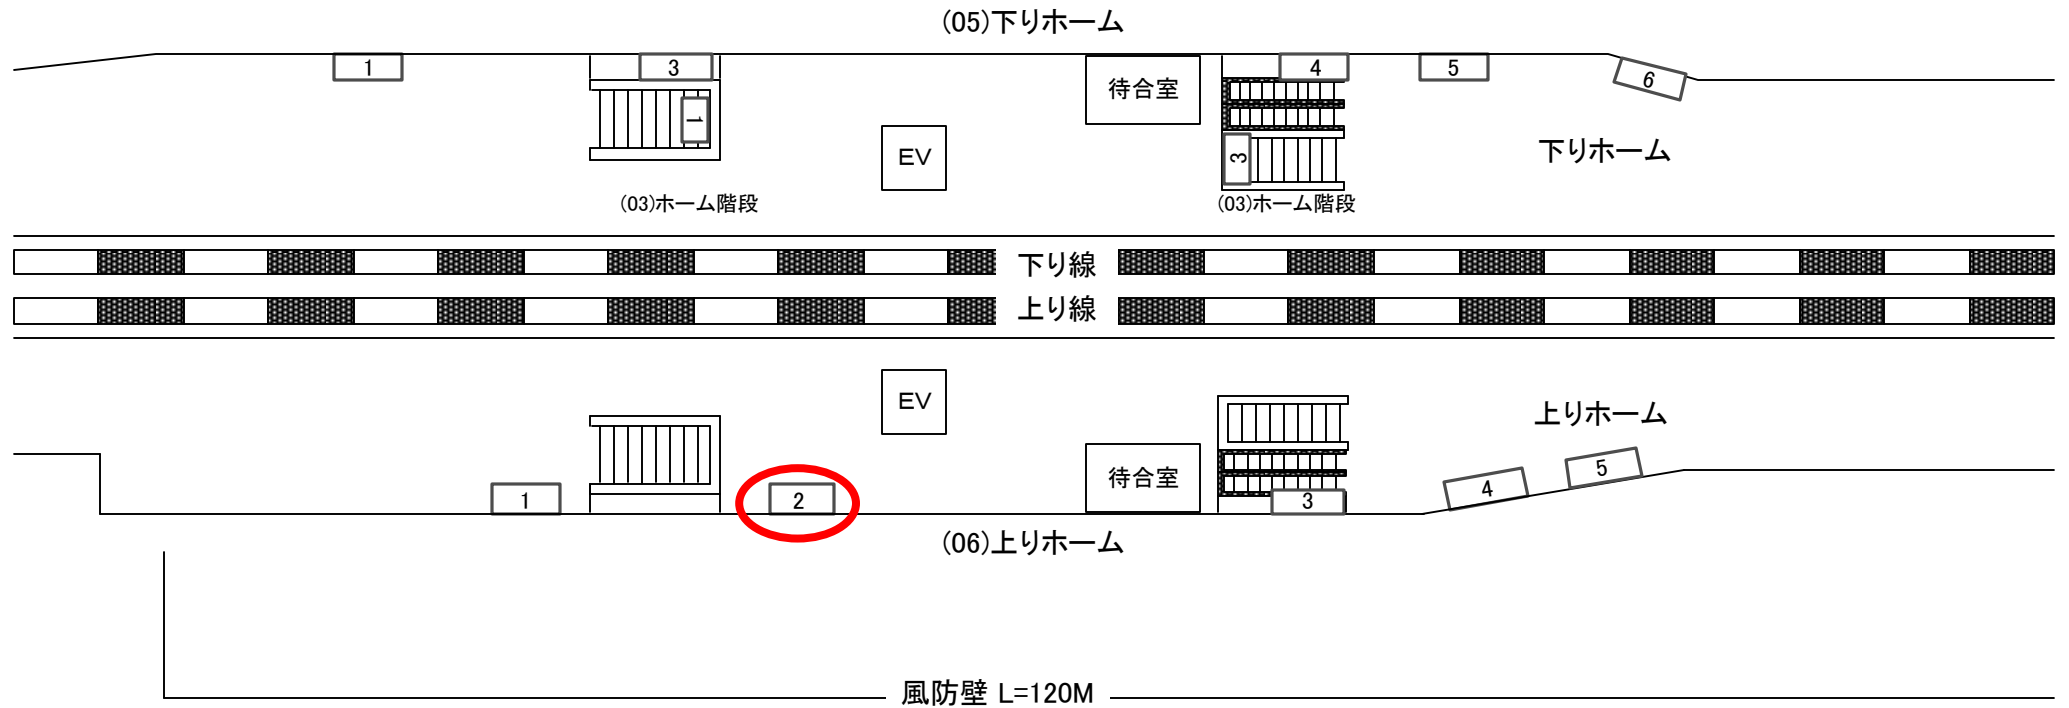 (05)下りホーム
1
3
4
5
6
待合室
1
EV
3
下りホーム
(03)ホーム階段
(03)ホーム階段
下り線
上り線
EV
上りホーム
待合室
1
2
3
4
5
(06)上りホーム
風防壁 L=120M